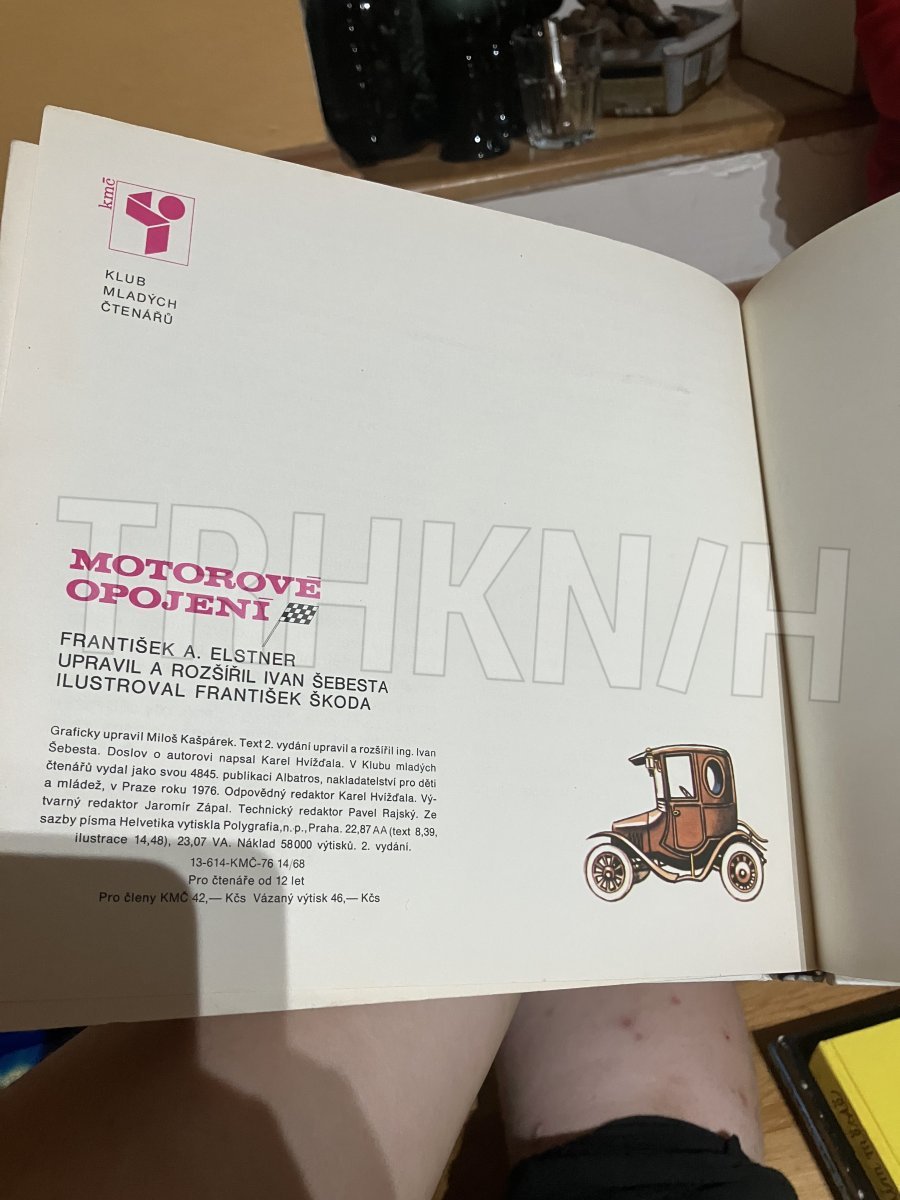 kmč
KLUB
MLADÝCH
ČTENÁŘŮ
TRHKN/H
MOTOROVÉ
OPOJENÍ
FRANTIŠEK A. ELSTNER
UPRAVIL A ROZŠÍŘIL IVAN ŠEBESTA
ILUSTROVAL FRANTIŠEK ŠKODA
Graficky upravil Miloš Kašpárek. Text 2. vydání upravil a rozšířil ing. Ivan
Šebesta. Doslov o autorovi napsal Karel Hvížďala. V Klubu mladých
čtenářů vydal jako svou 4845. publikaci Albatros, nakladatelství pro děti
a mládež, v Praze roku 1976. Odpovědný redaktor Karel Hvížďala. Vý-
tvarný redaktor Jaromír Zápal. Technický redaktor Pavel Rajský. Ze
sazby písma Helvetika vytiskla Polygrafia, n. p., Praha. 22,87 AA (text 8,39,
ilustrace 14,48), 23,07 VA. Náklad 58 000 výtisků. 2. vydání.
13-614-KMČ-76 14/68
Pro čtenáře od 12 let
Pro členy KMČ 42,— Kčs Vázaný výtisk 46,— Kčs